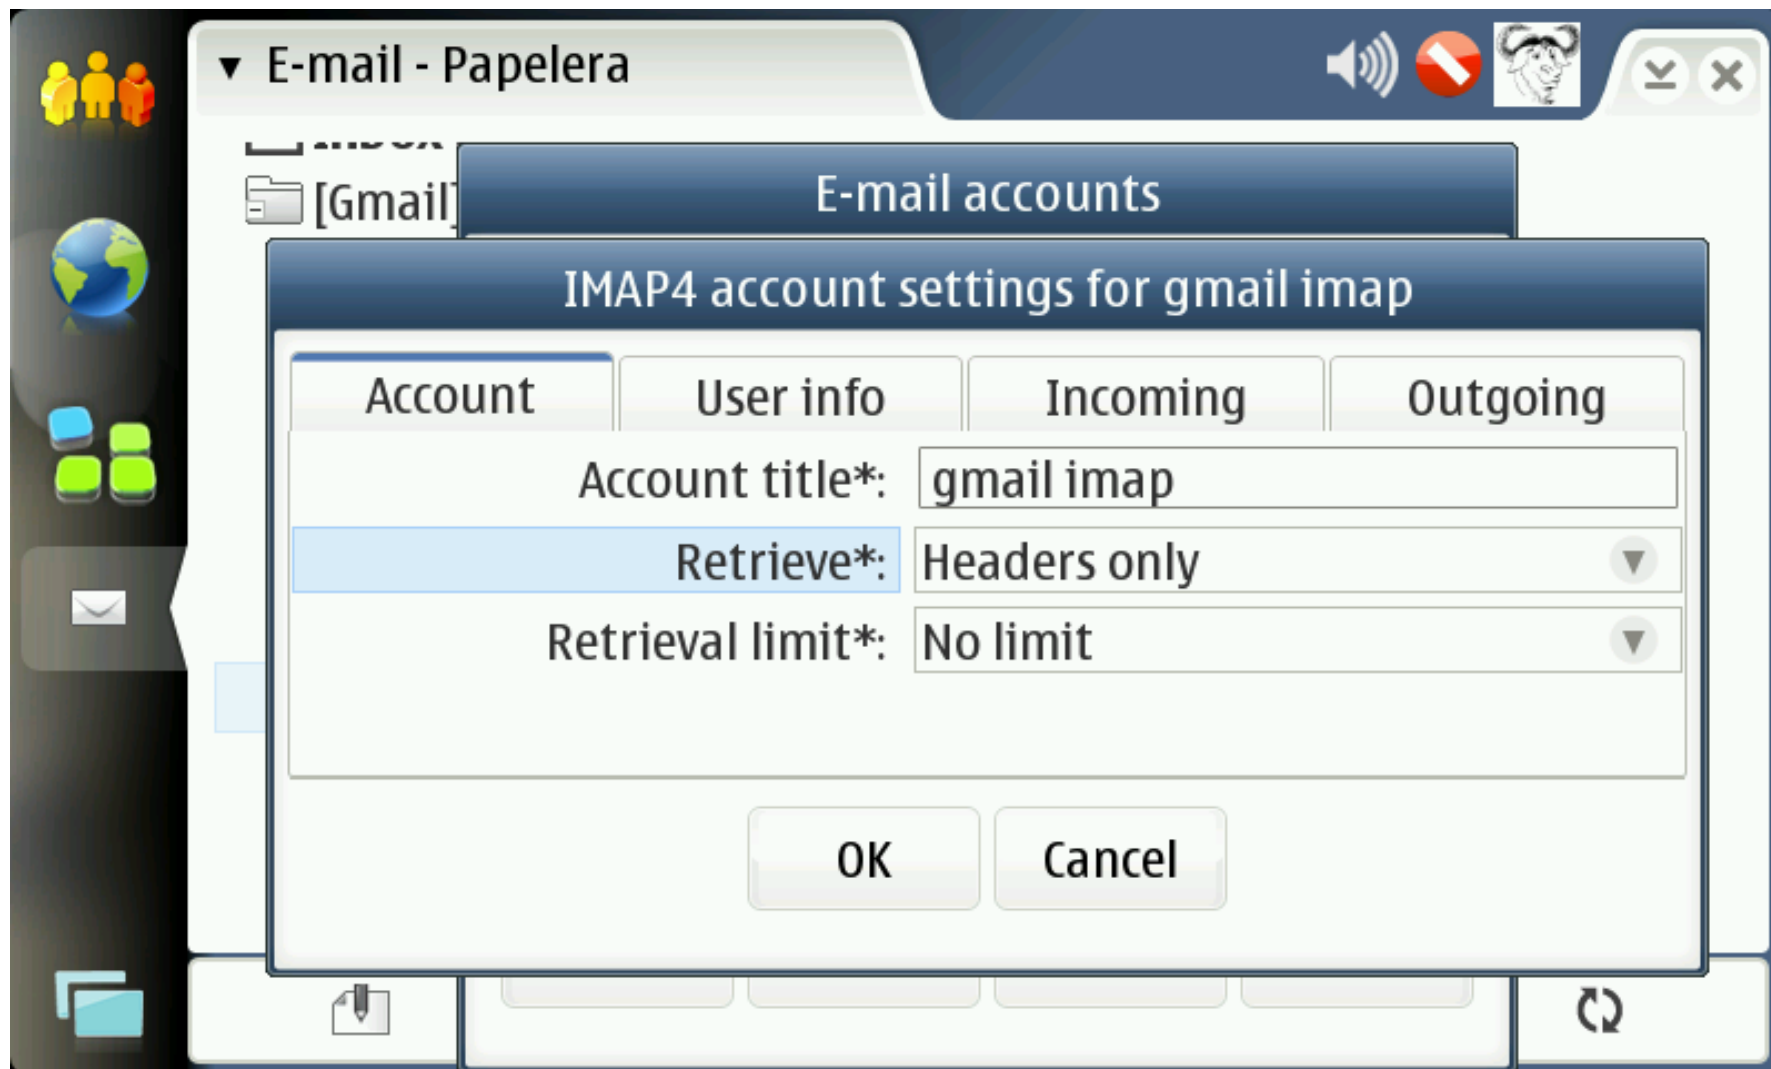 E-mail - Papelera
Inbox
[Gmail]
E-mail accounts
IMAP4 account settings for gmail imap
Account
User info
Incoming
Outgoing
Account title*:
gmail imap
Retrieve*:
Headers only
Retrieval limit*:
No limit
OK
Cancel